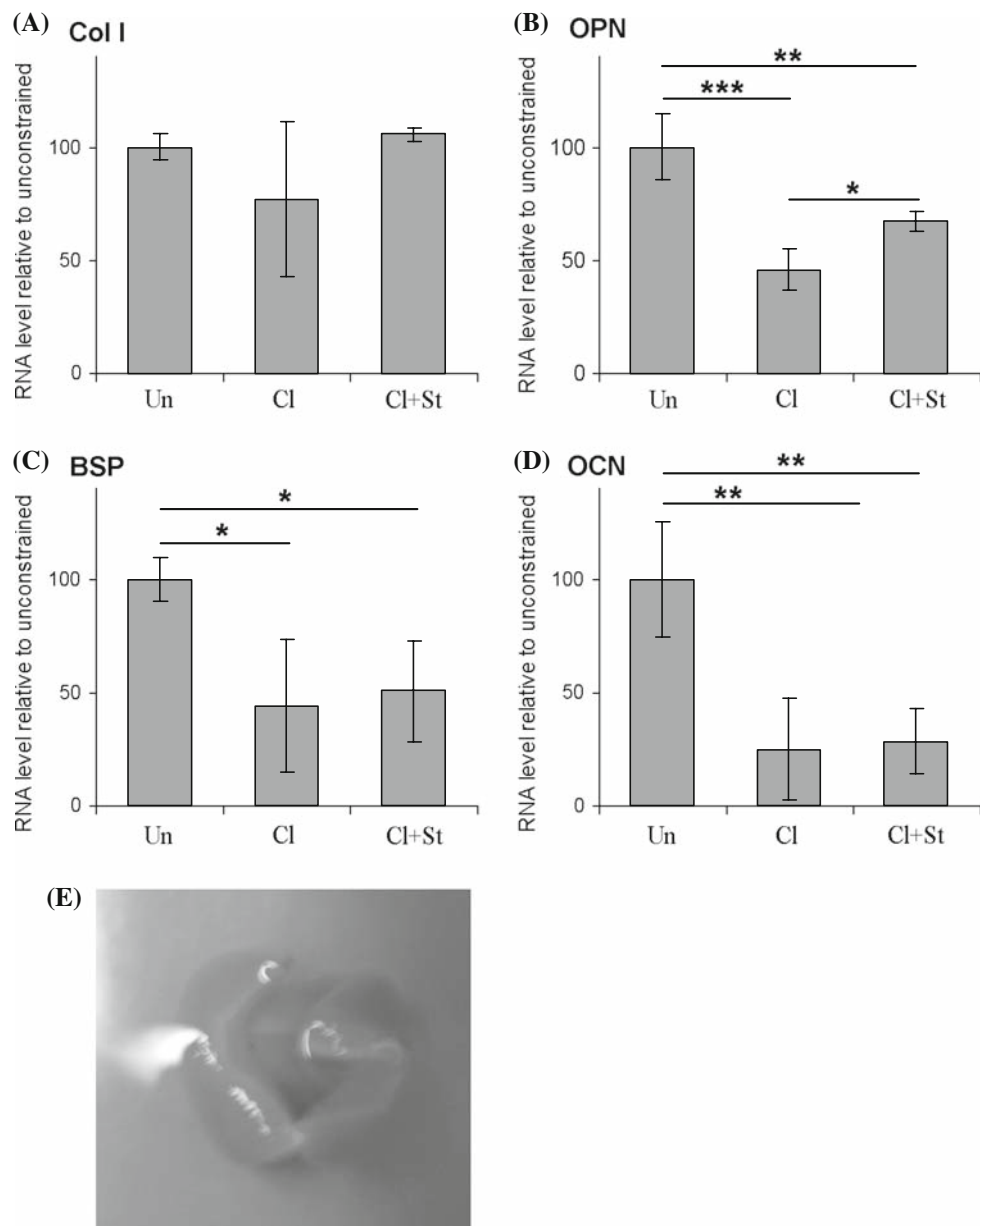 (A) Col I
RNA level relative to unconstrained
100
50
0
Un Cl Cl+St
(B) OPN
RNA level relative to unconstrained
**
***
*
100
50
0
Un Cl Cl+St
(C) BSP
RNA level relative to unconstrained
*
*
100
50
0
Un Cl Cl+St
(D) OCN
RNA level relative to unconstrained
**
**
100
50
0
Un Cl Cl+St
(E)